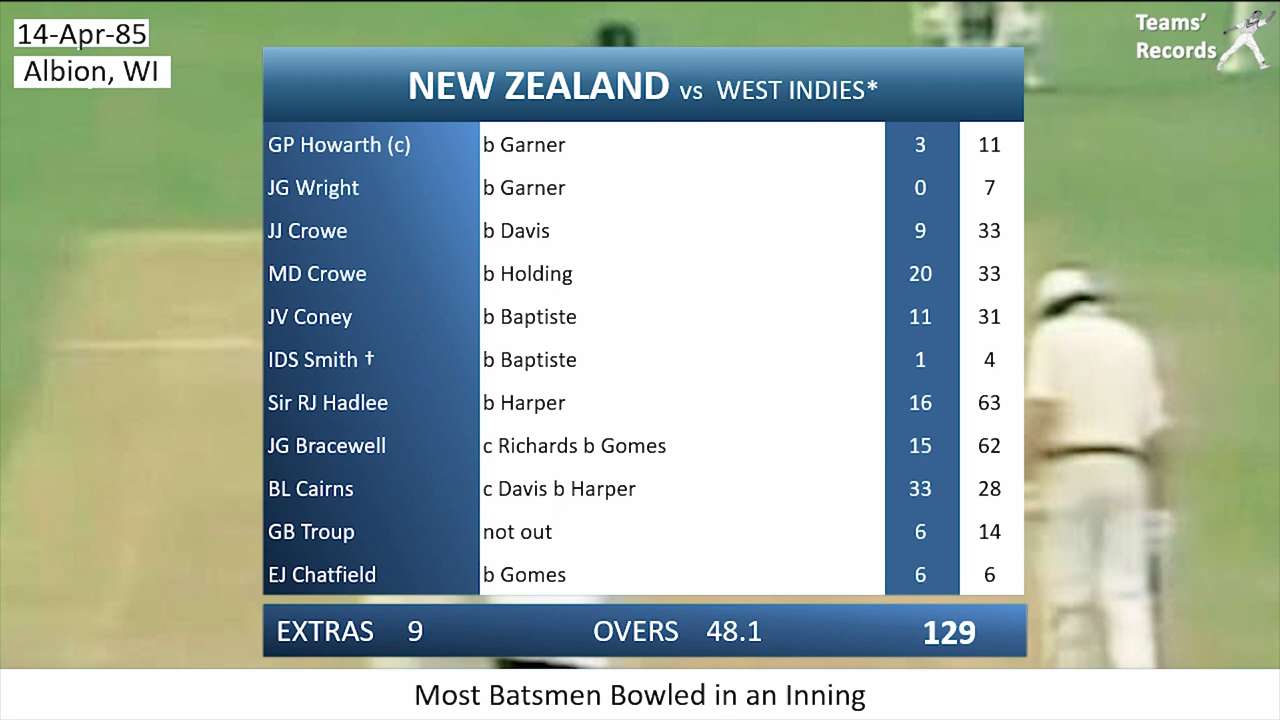 14-Apr-85
Albion, WI
Teams’
Records
NEW ZEALAND vs WEST INDIES*
GP Howarth (c) b Garner 3 11
JG Wright b Garner 0 7
JJ Crowe b Davis 9 33
MD Crowe b Holding 20 33
JV Coney b Baptiste 11 31
IDS Smith † b Baptiste 1 4
Sir RJ Hadlee b Harper 16 63
JG Bracewell c Richards b Gomes 15 62
BL Cairns c Davis b Harper 33 28
GB Troup not out 6 14
EJ Chatfield b Gomes 6 6
EXTRAS 9 OVERS 48.1 129
Most Batsmen Bowled in an Inning